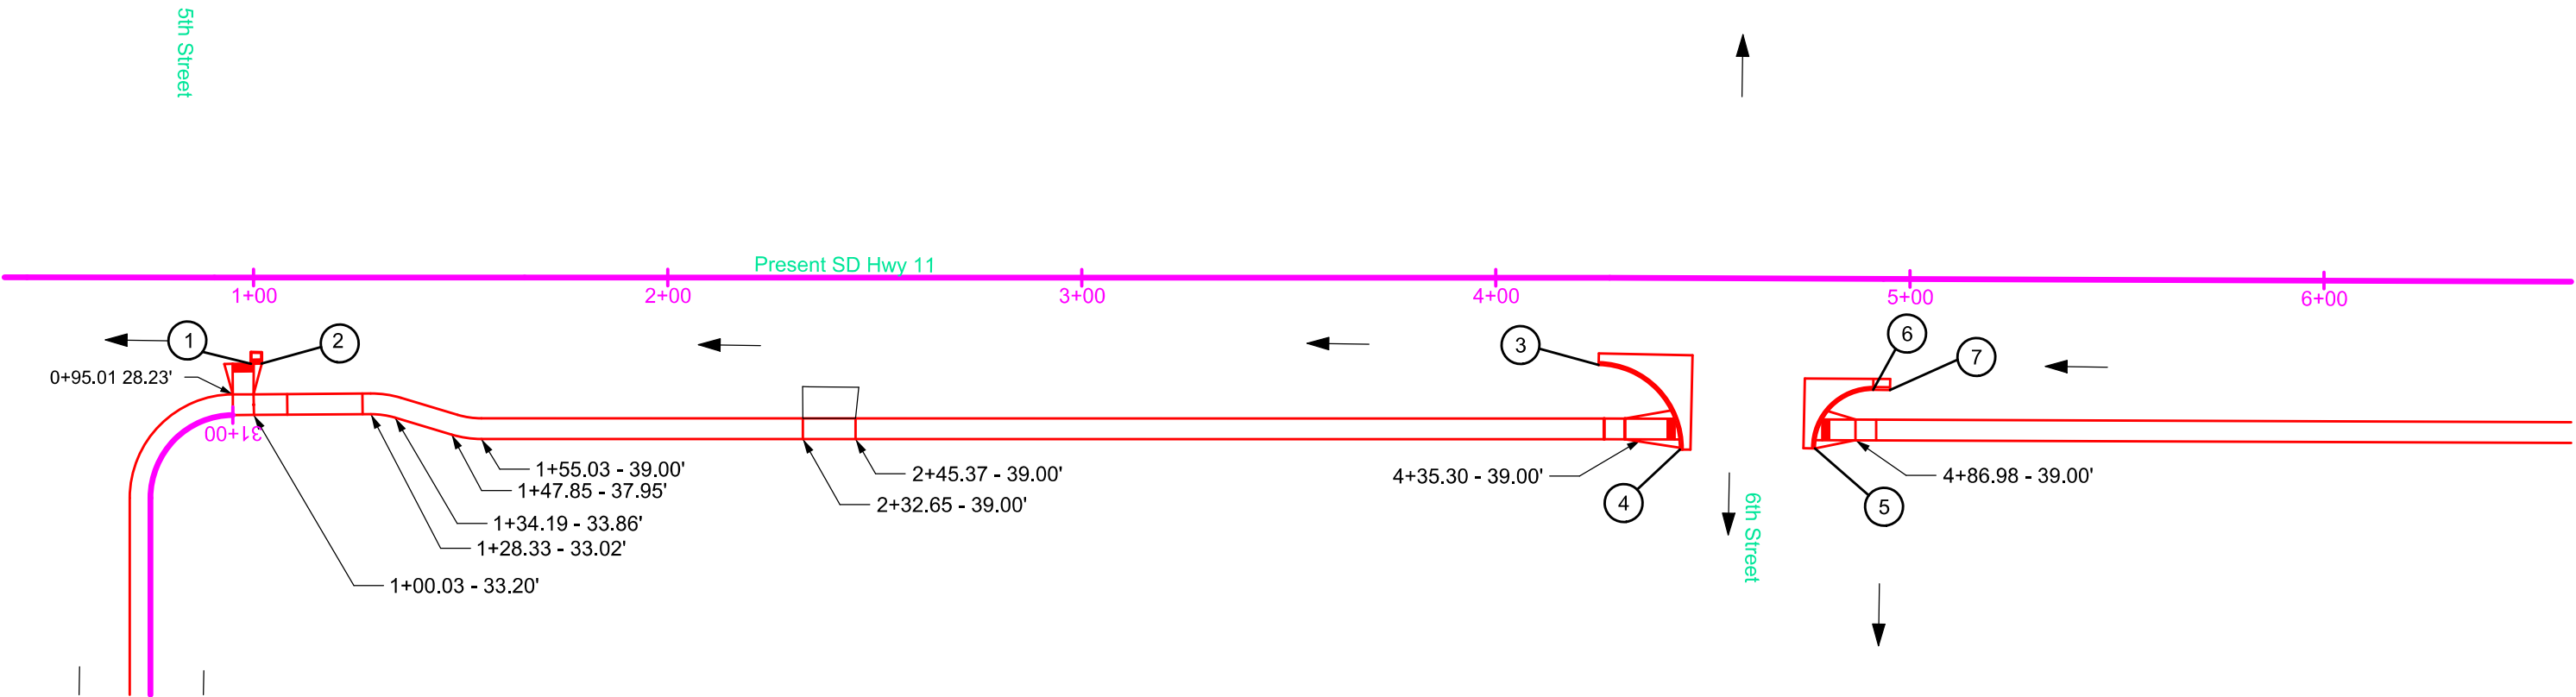 5th Street
Present SD Hwy 11
1+00
2+00
3+00
4+00
5+00
6+00
1
2
3
6
7
0+95.01 28.23'
31+00
1+55.03 - 39.00'
1+47.85 - 37.95'
1+34.19 - 33.86'
1+28.33 - 33.02'
1+00.03 - 33.20'
2+45.37 - 39.00'
2+32.65 - 39.00'
4+35.30 - 39.00'
4
6th Street
5
4+86.98 - 39.00'